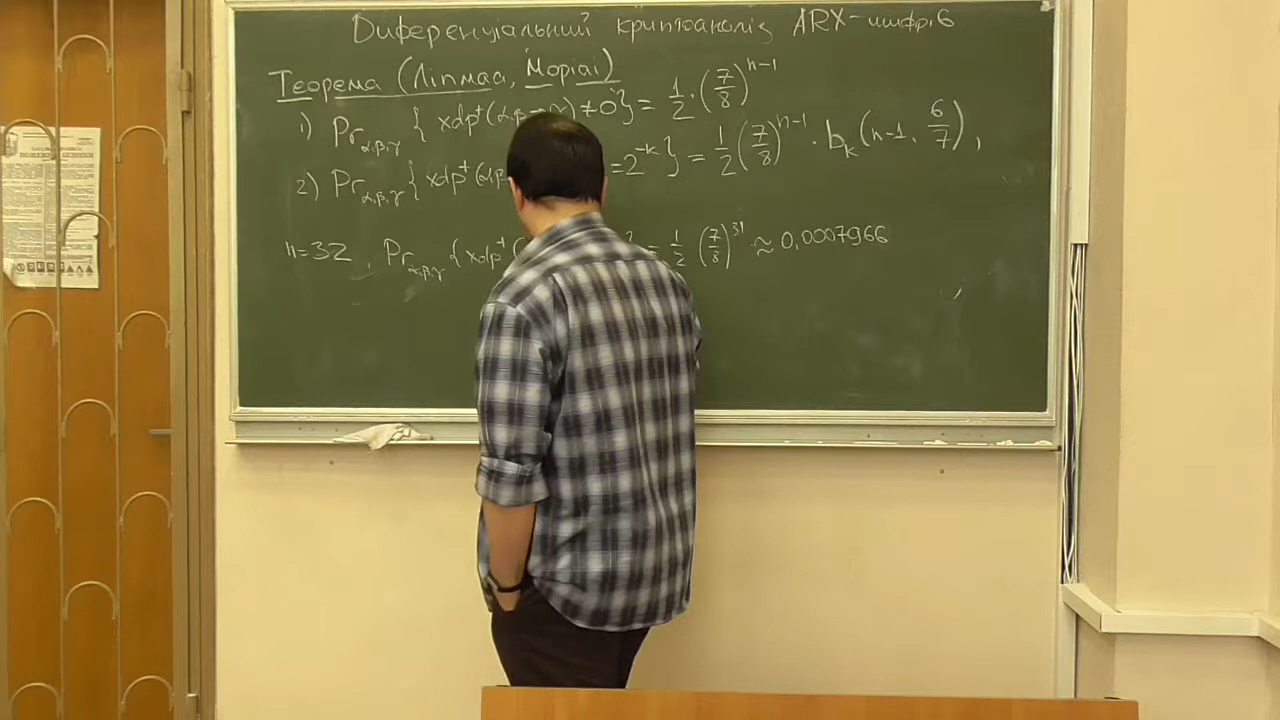 Диференціальний криптоаналіз ARX-шифрів
Теорема (Ліпмаа, Моріаі)
1) Pr_{α,β,γ} { xdp⁺(α,β→γ) ≠ 0 } = 1/2 · (7/8)^{n-1}
2) Pr_{α,β,γ} { xdp⁺(α,β = 2^{-k} } = 1/2 (7/8)^{n-1} · b_k(n-1, 6/7),
n=32, Pr_{α,β,γ} { xdp⁺( = 1/2 (7/8)^{31} ≈ 0,0007966